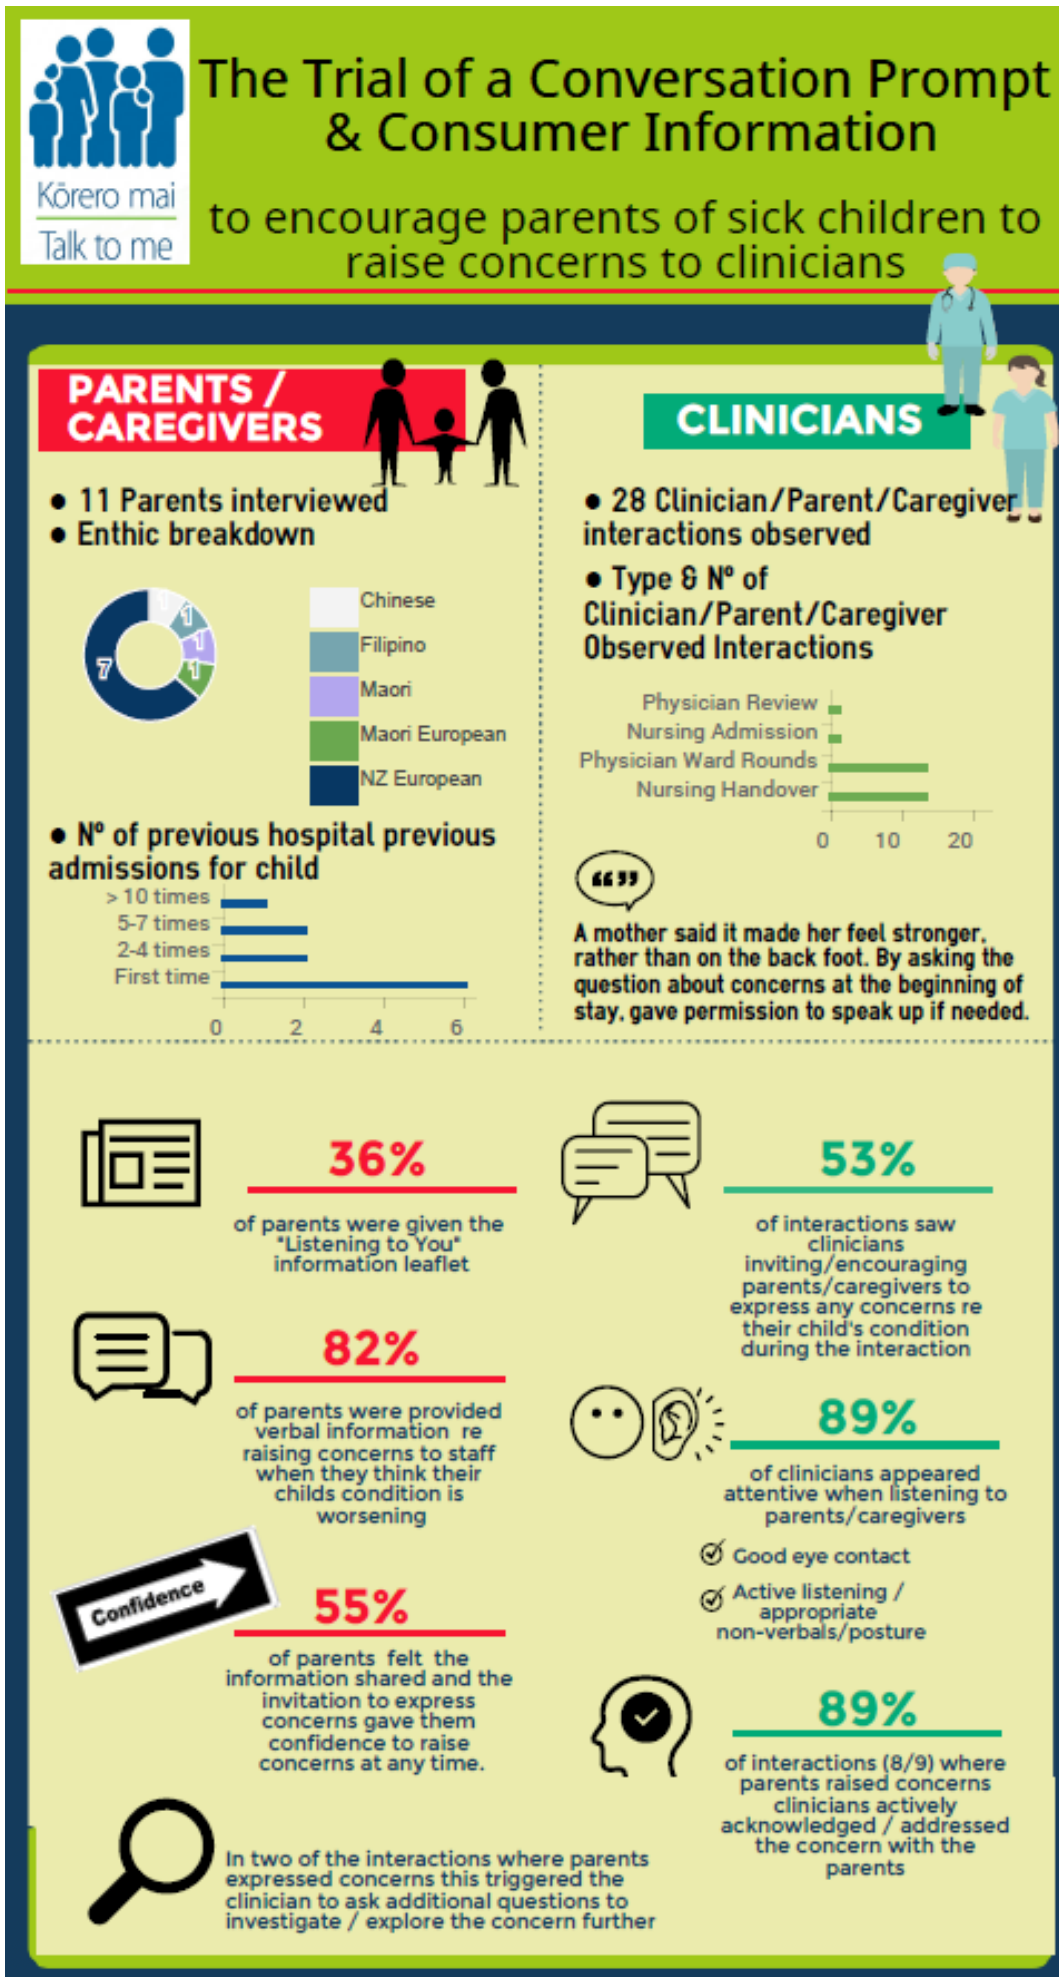 Kōrero mai
Talk to me
The Trial of a Conversation Prompt
& Consumer Information
to encourage parents of sick children to
raise concerns to clinicians
PARENTS /
CAREGIVERS
● 11 Parents interviewed
● Enthic breakdown
1
1
1
1
7
Chinese
Filipino
Maori
Maori European
NZ European
● Nº of previous hospital previous
admissions for child
> 10 times
5-7 times
2-4 times
First time
0 2 4 6
CLINICIANS
● 28 Clinician/Parent/Caregiver
interactions observed
● Type & Nº of
Clinician/Parent/Caregiver
Observed Interactions
Physician Review
Nursing Admission
Physician Ward Rounds
Nursing Handover
0 10 20
“”
A mother said it made her feel stronger,
rather than on the back foot. By asking the
question about concerns at the beginning of
stay, gave permission to speak up if needed.
36%
of parents were given the
"Listening to You"
information leaflet
82%
of parents were provided
verbal information re
raising concerns to staff
when they think their
childs condition is
worsening
Confidence
55%
of parents felt the
information shared and the
invitation to express
concerns gave them
confidence to raise
concerns at any time.
In two of the interactions where parents
expressed concerns this triggered the
clinician to ask additional questions to
investigate / explore the concern further
53%
of interactions saw
clinicians
inviting/encouraging
parents/caregivers to
express any concerns re
their child's condition
during the interaction
89%
of clinicians appeared
attentive when listening to
parents/caregivers
Good eye contact
Active listening /
appropriate
non-verbals/posture
89%
of interactions (8/9) where
parents raised concerns
clinicians actively
acknowledged / addressed
the concern with the
parents